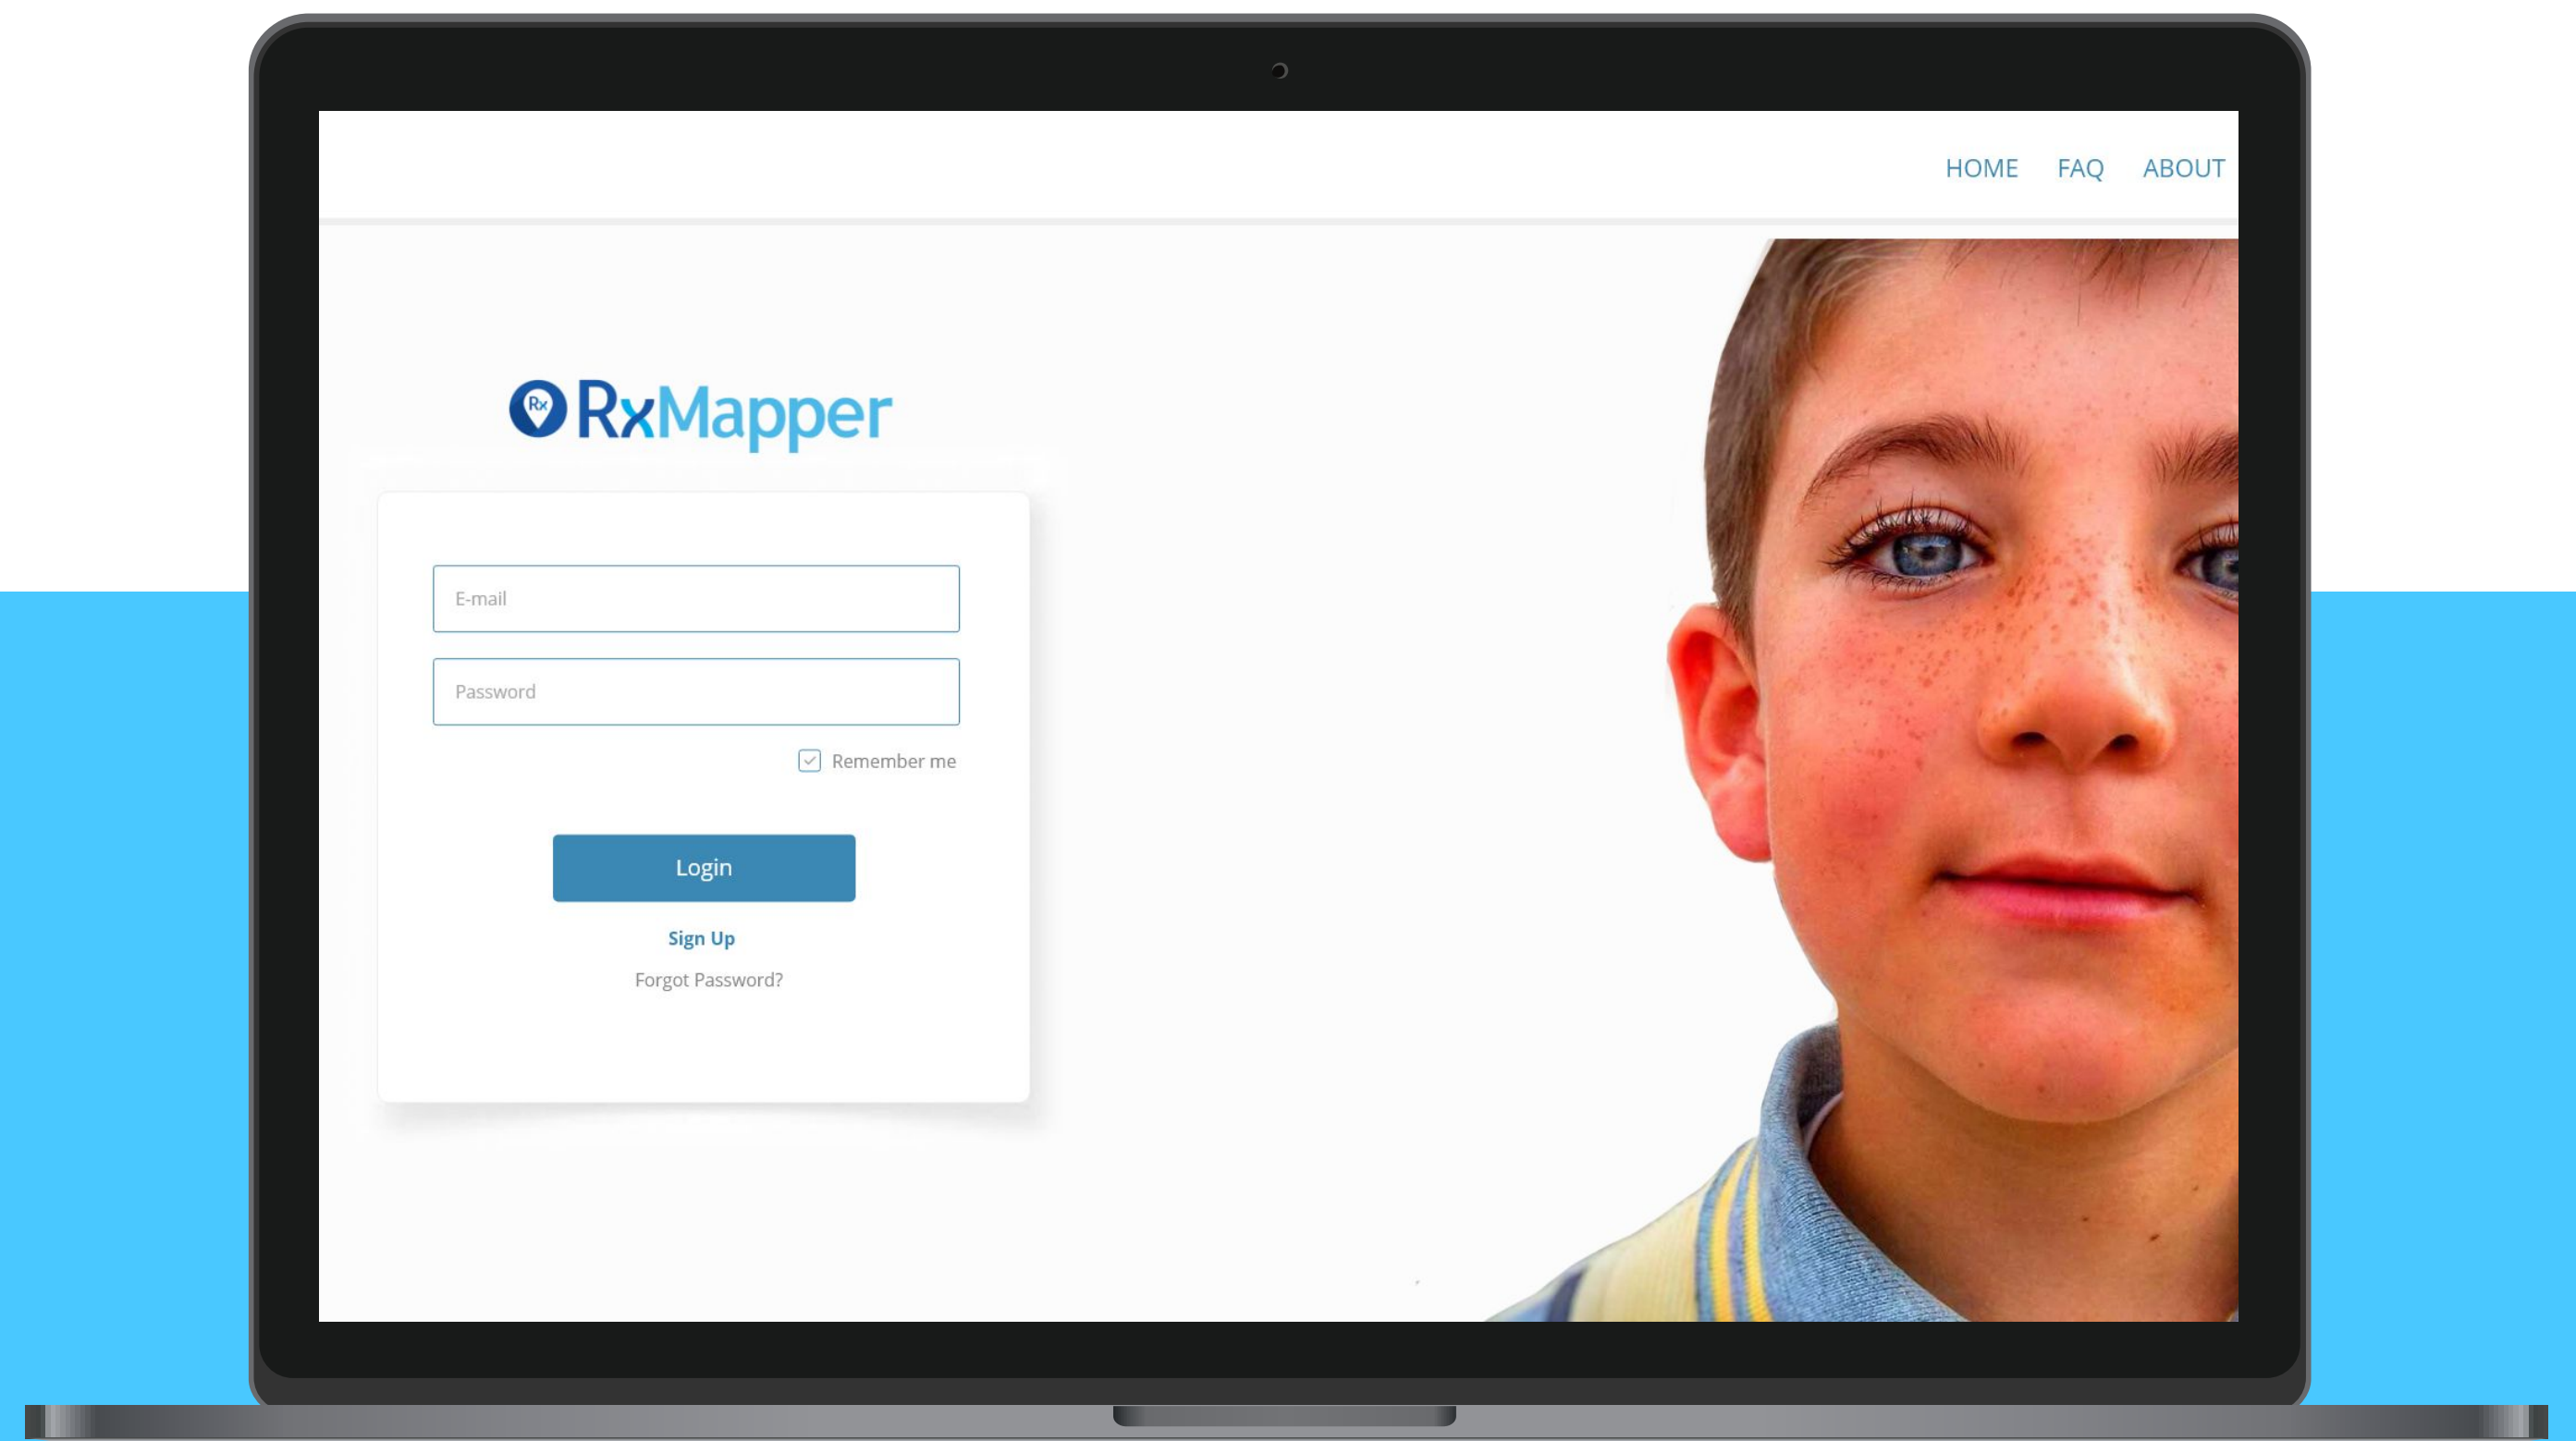 HOME FAQ ABOUT
Rx RxMapper
E-mail
Password
Remember me
Login
Sign Up
Forgot Password?